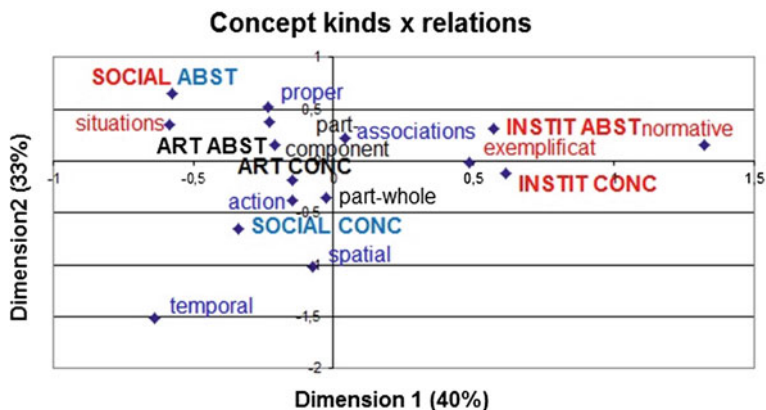 Concept kinds x relations
1
SOCIAL ABST
proper
0,5
situations
part-
associations
INSTIT ABST
normative
ART ABST
component
exemplificat
0
ART CONC
-1
-0,5
0
0,5
1
1,5
INSTIT CONC
action
part-whole
-0,5
SOCIAL CONC
spatial
-1
temporal
-1,5
-2
Dimension2 (33%)
Dimension 1 (40%)